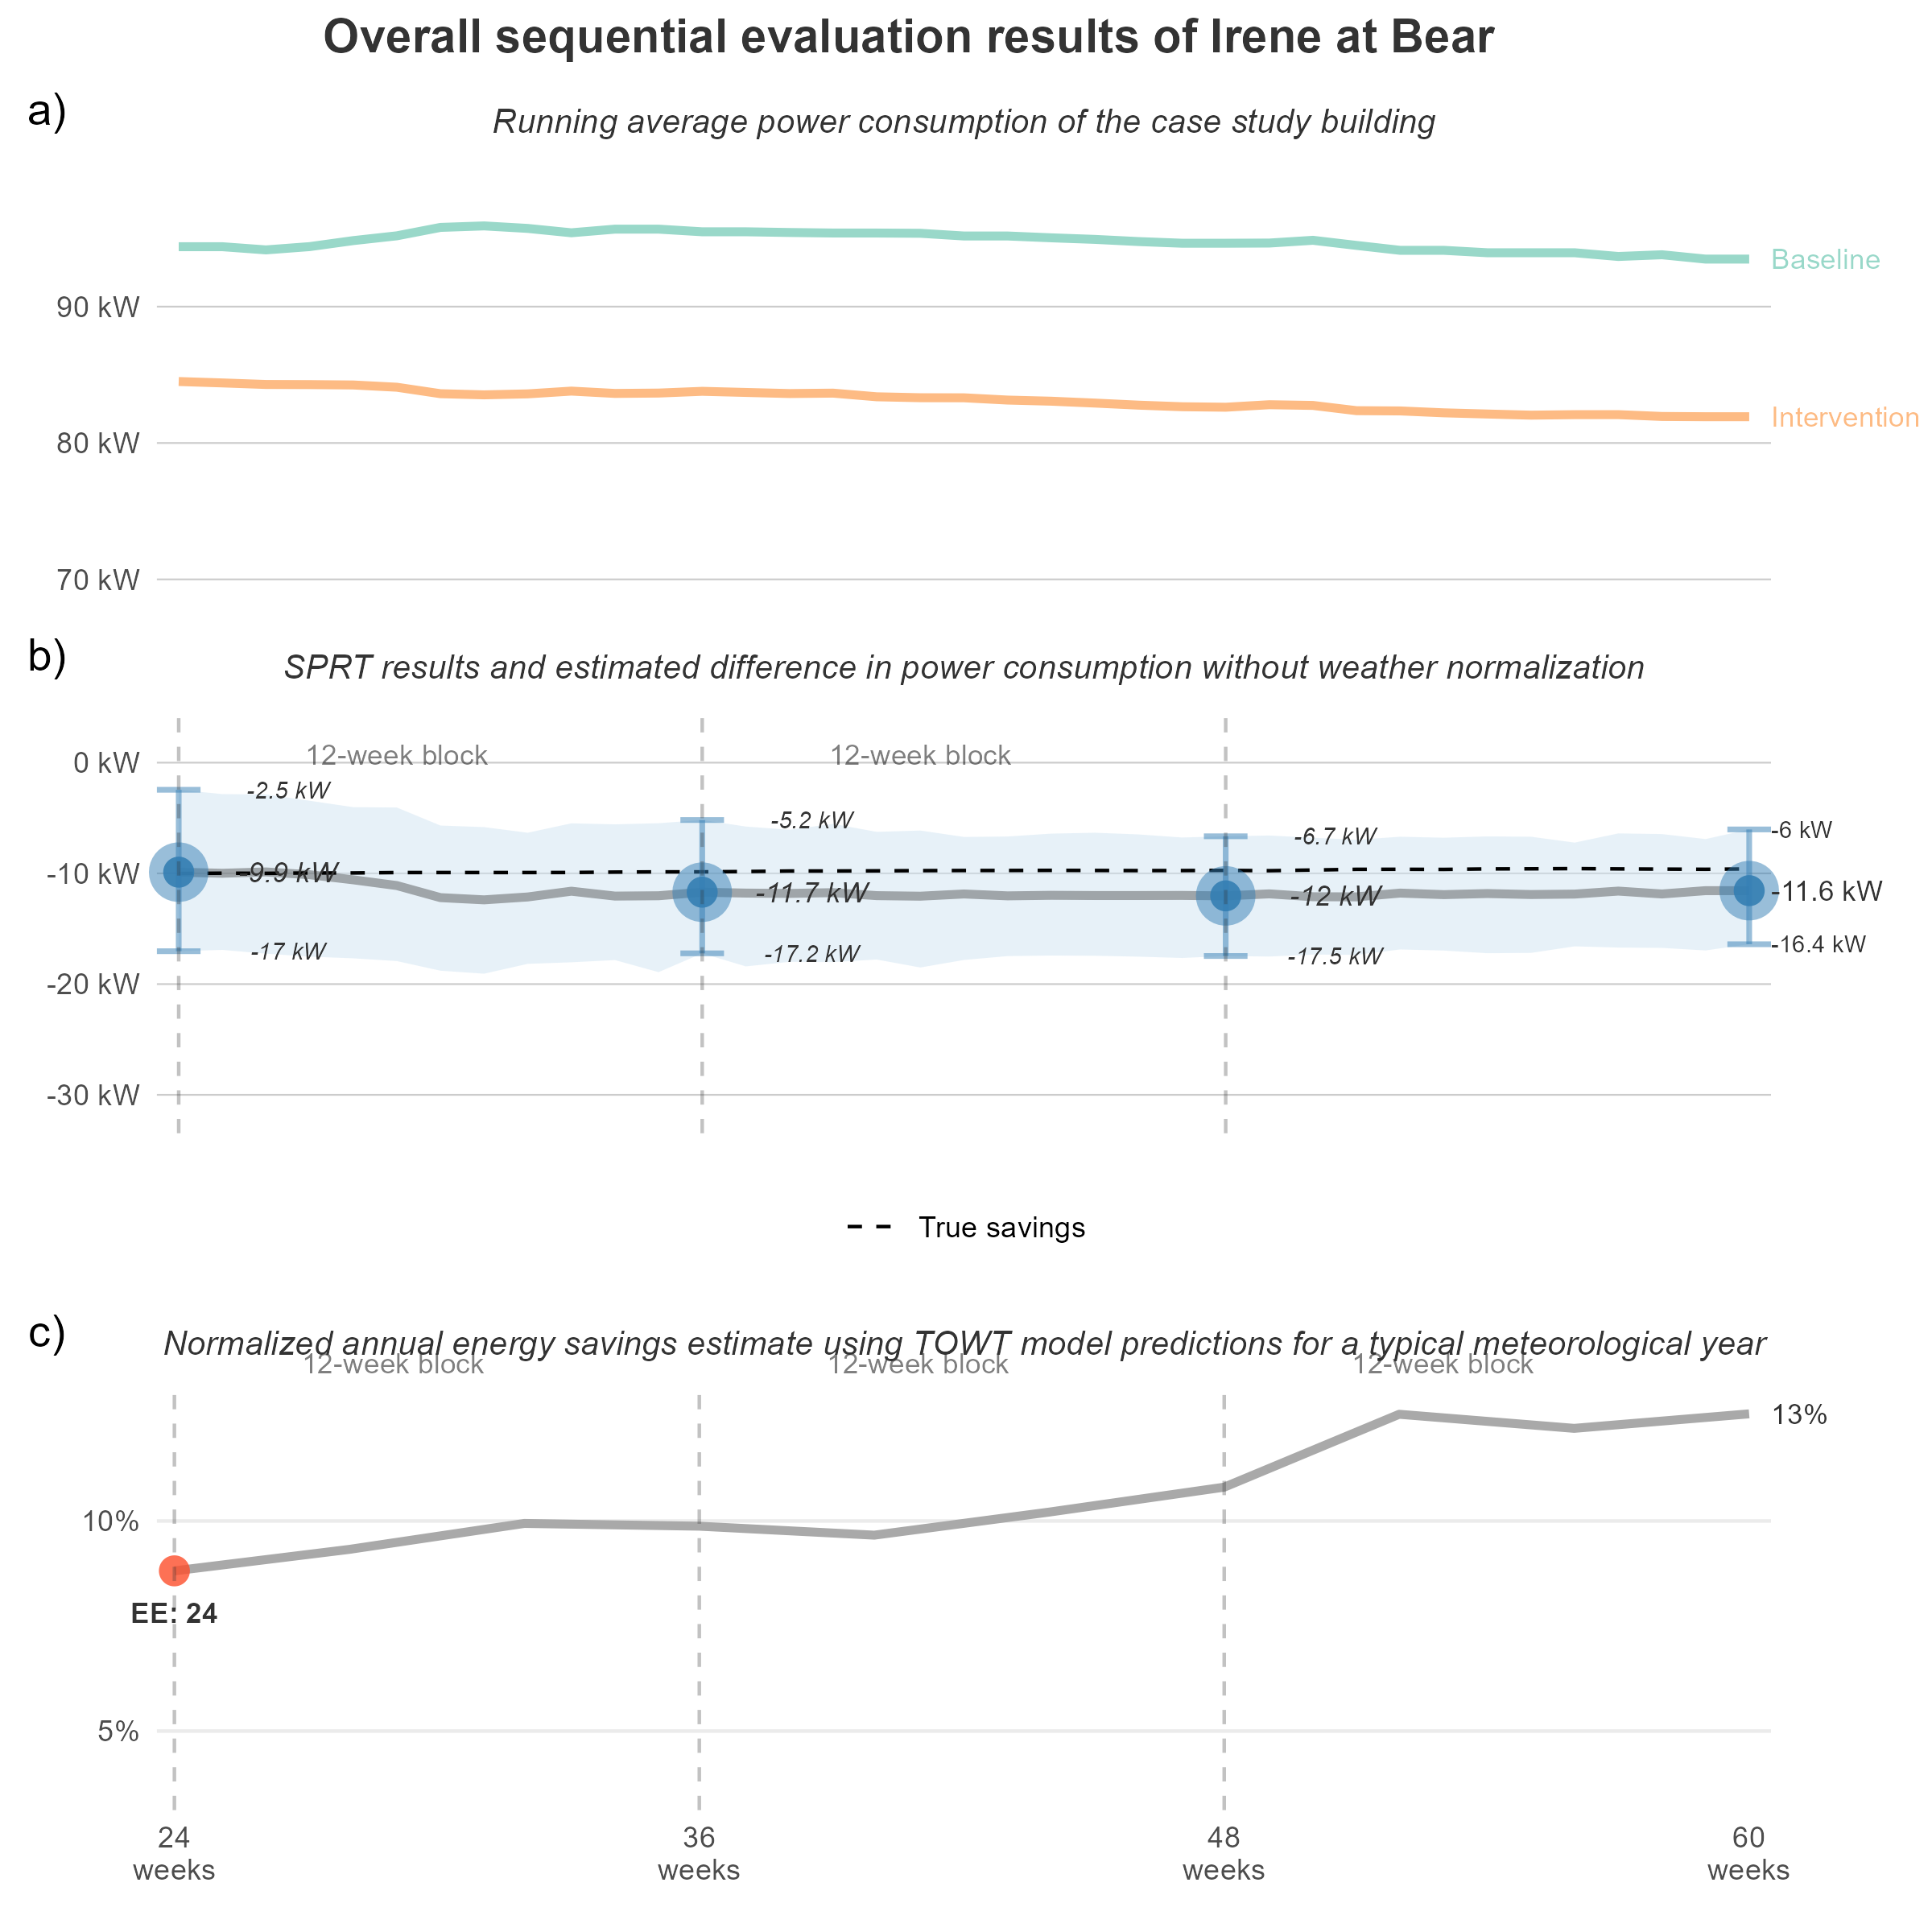 Overall sequential evaluation results of Irene at Bear
a)
Running average power consumption of the case study building
Baseline
90 kW
Intervention
80 kW
70 kW
b)
SPRT results and estimated difference in power consumption without weather normalization
12-week block
12-week block
0 kW
-2.5 kW
-5.2 kW
-6.7 kW
-6 kW
-10 kW
-9.9 kW
-11.7 kW
-12 kW
-11.6 kW
-17 kW
-17.2 kW
-17.5 kW
-16.4 kW
-20 kW
-30 kW
True savings
c)
Normalized annual energy savings estimate using TOWT model predictions for a typical meteorological year
12-week block
12-week block
12-week block
13%
10%
EE: 24
5%
24
weeks
36
weeks
48
weeks
60
weeks